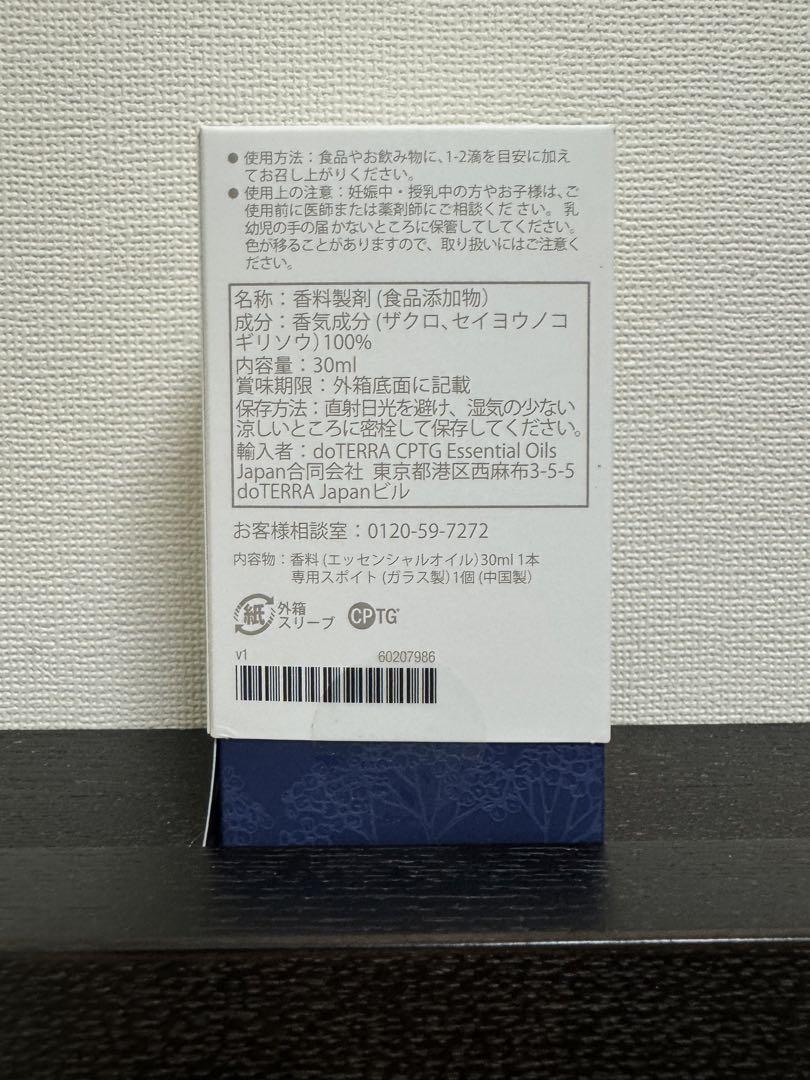 ● 使用方法：食品やお飲み物に、1-2滴を目安に加え
てお召し上がりください。
● 使用上の注意：妊娠中・授乳中の方やお子様は、ご
使用前に医師または薬剤師にご相談くだ さい。 乳
幼児の手の届かないところに保管してしてください。
色が移ることがありますので、取り扱いにはご注意く
ださい。
名称：香料製剤 (食品添加物)
成分：香気成分 (ザクロ、セイヨウノコ
ギリソウ) 100%
内容量：30ml
賞味期限：外箱底面に記載
保存方法：直射日光を避け、湿気の少ない
涼しいところに密栓して保存してください。
輸入者：doTERRA CPTG Essential Oils
Japan合同会社 東京都港区西麻布3-5-5
doTERRA Japanビル
お客様相談室：0120-59-7272
内容物：香料 (エッセンシャルオイル) 30ml 1本
専用スポイト (ガラス製) 1個 (中国製)
紙 外箱
スリーブ
CPTG®
v1 60207986